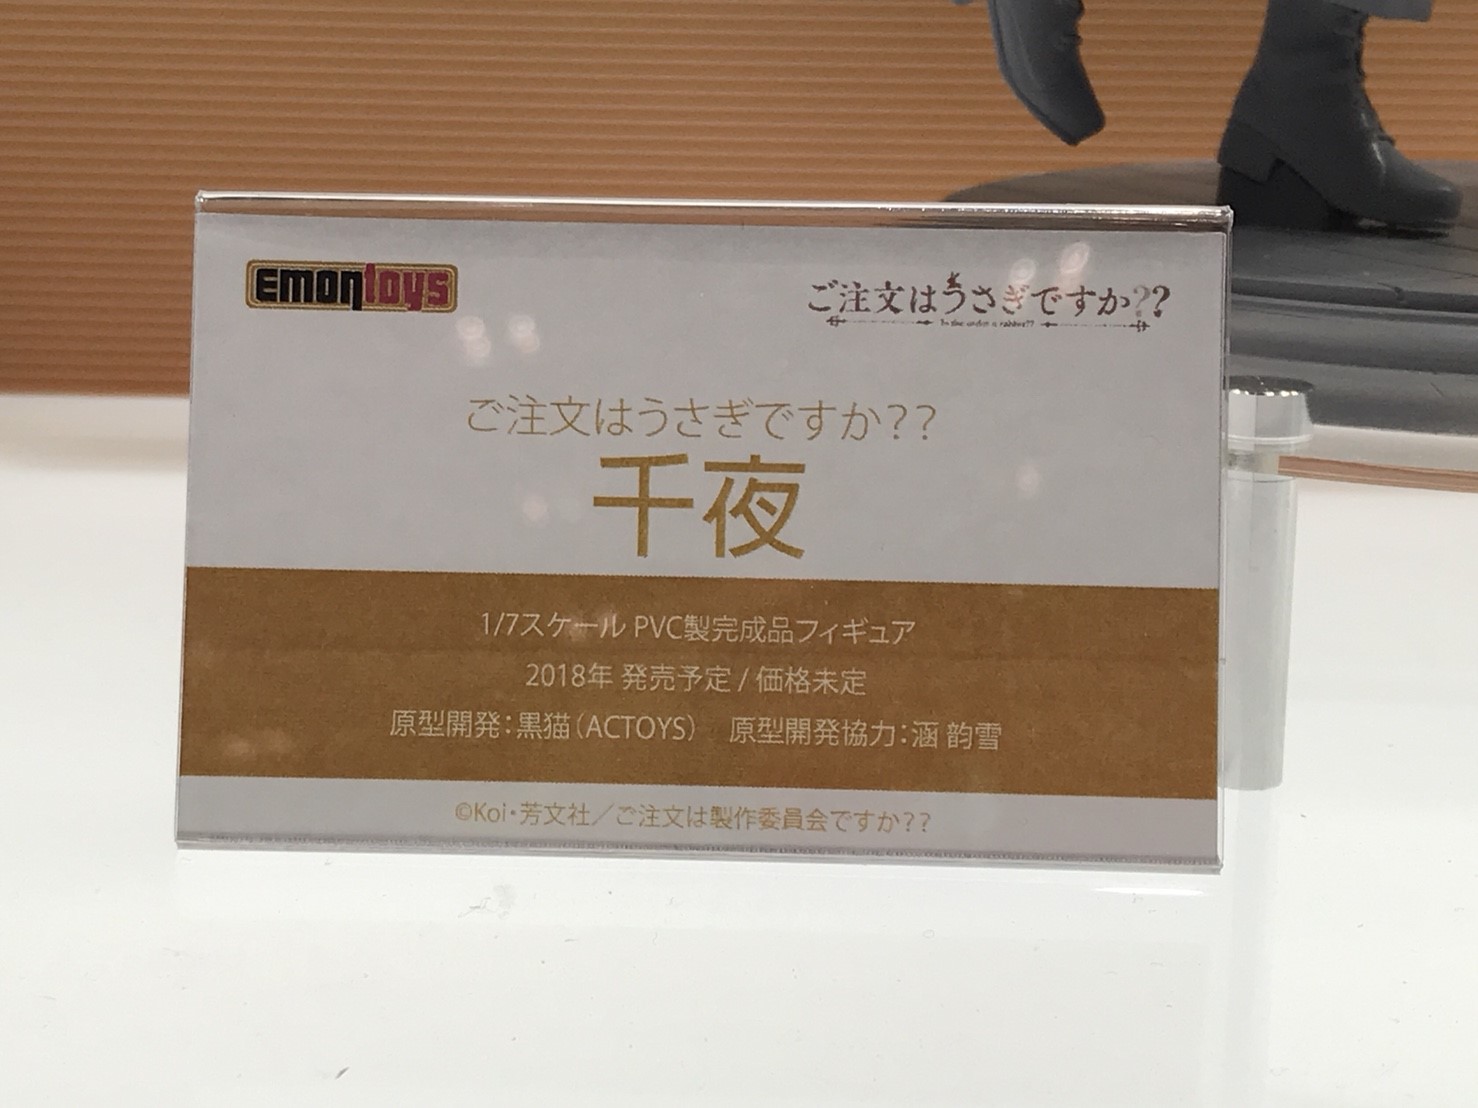 Emontoys
ご注文はうさぎですか??
Is the order a rabbit??
ご注文はうさぎですか??
千夜
1/7スケール PVC製完成品フィギュア
2018年 発売予定 / 価格未定
原型開発:黒猫(ACTOYS) 原型開発協力:涵 韵雪
©Koi・芳文社/ご注文は製作委員会ですか??